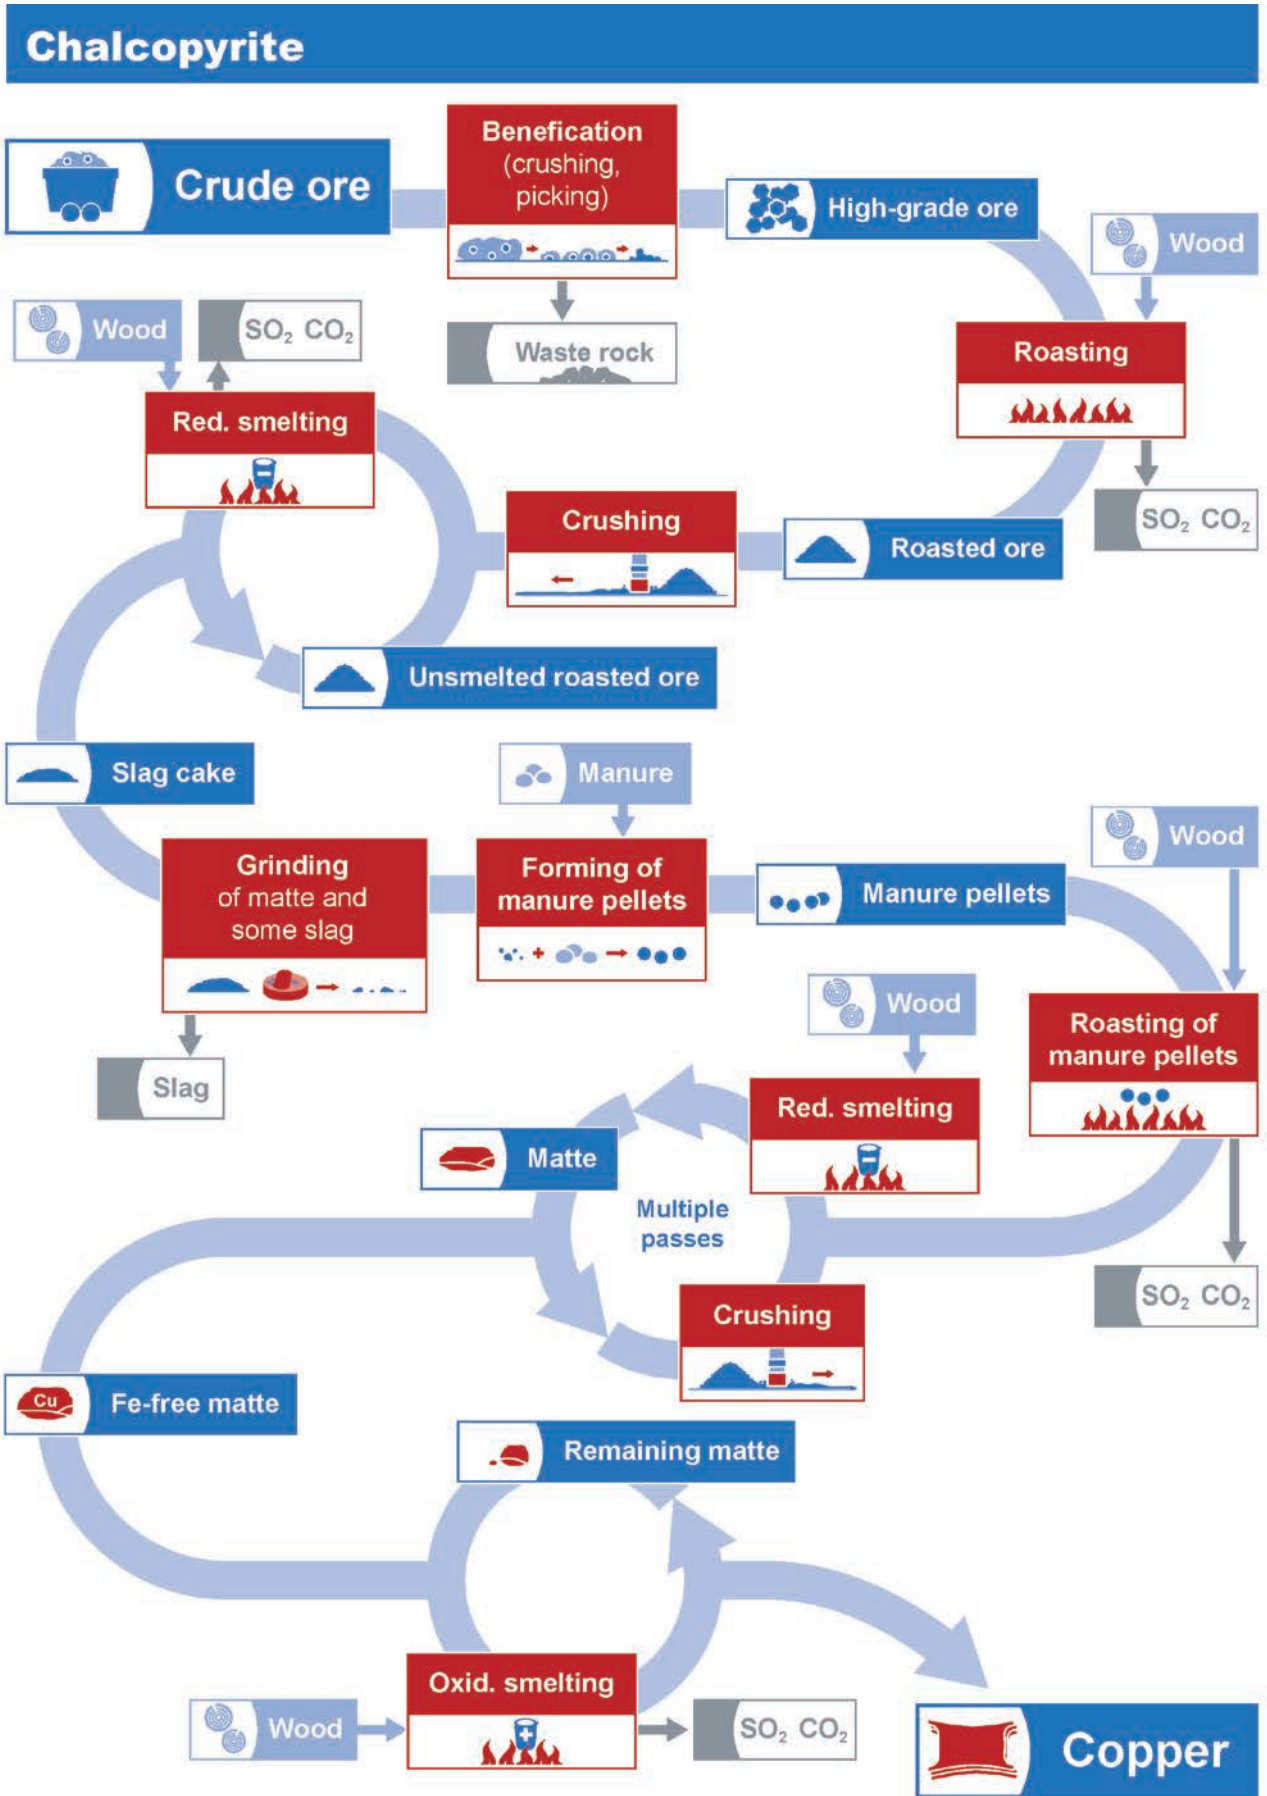 Chalcopyrite
Crude ore
Benefication
(crushing,
picking)
High-grade ore
Wood
Waste rock
Roasting
SO₂ CO₂
Wood
SO₂ CO₂
Red. smelting
Crushing
Roasted ore
Unsmelted roasted ore
Slag cake
Manure
Grinding
of matte and
some slag
Slag
Forming of
manure pellets
Manure pellets
Wood
Roasting of
manure pellets
SO₂ CO₂
Wood
Red. smelting
Matte
Multiple
passes
Crushing
Fe-free matte
Cu
Remaining matte
Wood
Oxid. smelting
SO₂ CO₂
Copper